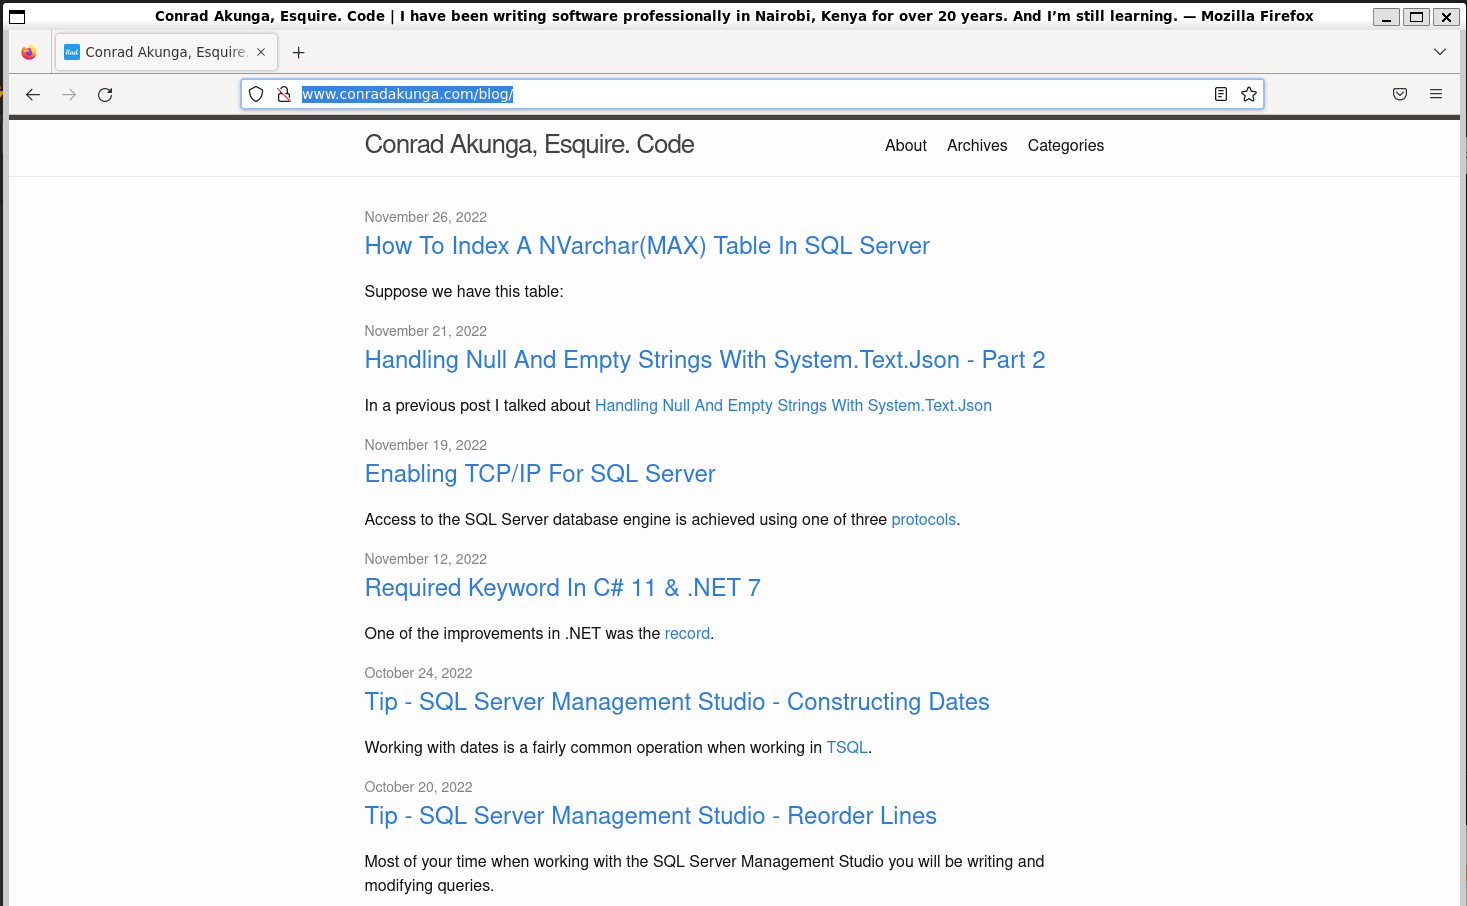 Conrad Akunga, Esquire. Code | I have been writing software professionally in Nairobi, Kenya for over 20 years. And I’m still learning. — Mozilla Firefox
Rad Conrad Akunga, Esquire.
www.conradakunga.com/blog/
Conrad Akunga, Esquire. Code
About Archives Categories
November 26, 2022
How To Index A NVarchar(MAX) Table In SQL Server
Suppose we have this table:
November 21, 2022
Handling Null And Empty Strings With System.Text.Json - Part 2
In a previous post I talked about Handling Null And Empty Strings With System.Text.Json
November 19, 2022
Enabling TCP/IP For SQL Server
Access to the SQL Server database engine is achieved using one of three protocols.
November 12, 2022
Required Keyword In C# 11 & .NET 7
One of the improvements in .NET was the record.
October 24, 2022
Tip - SQL Server Management Studio - Constructing Dates
Working with dates is a fairly common operation when working in TSQL.
October 20, 2022
Tip - SQL Server Management Studio - Reorder Lines
Most of your time when working with the SQL Server Management Studio you will be writing and
modifying queries.